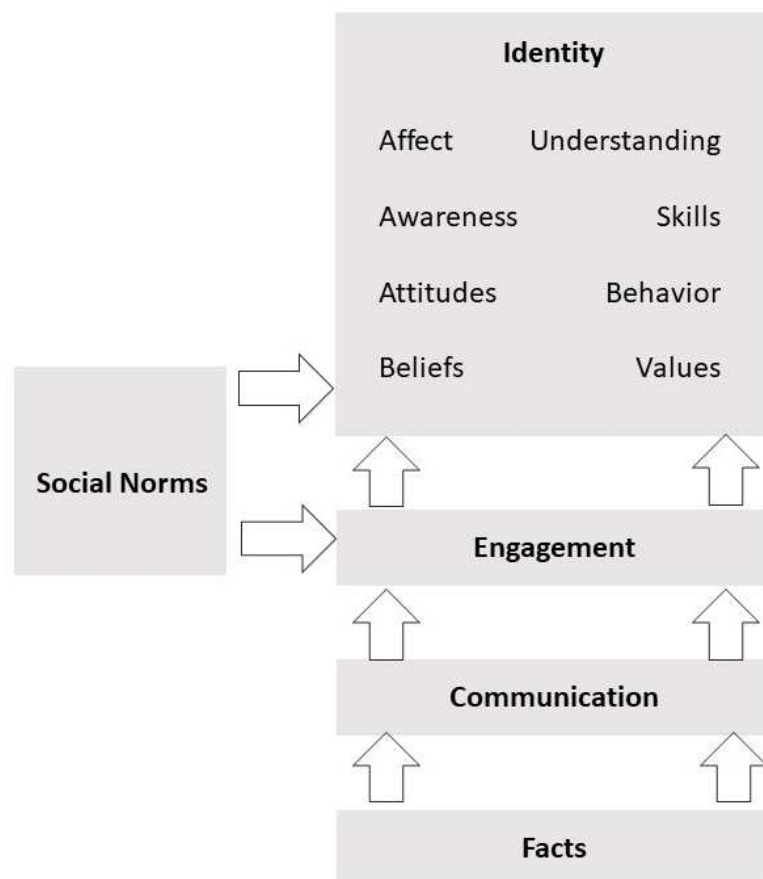 Identity
Affect Understanding
Awareness Skills
Attitudes Behavior
Beliefs Values
Social Norms
Engagement
Communication
Facts